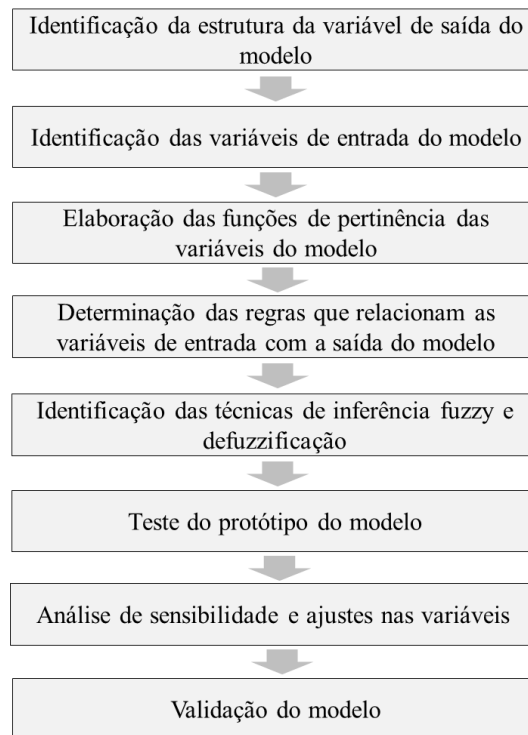 Identificação da estrutura da variável de saída do
modelo
Identificação das variáveis de entrada do modelo
Elaboração das funções de pertinência das
variáveis do modelo
Determinação das regras que relacionam as
variáveis de entrada com a saída do modelo
Identificação das técnicas de inferência fuzzy e
defuzzificação
Teste do protótipo do modelo
Análise de sensibilidade e ajustes nas variáveis
Validação do modelo